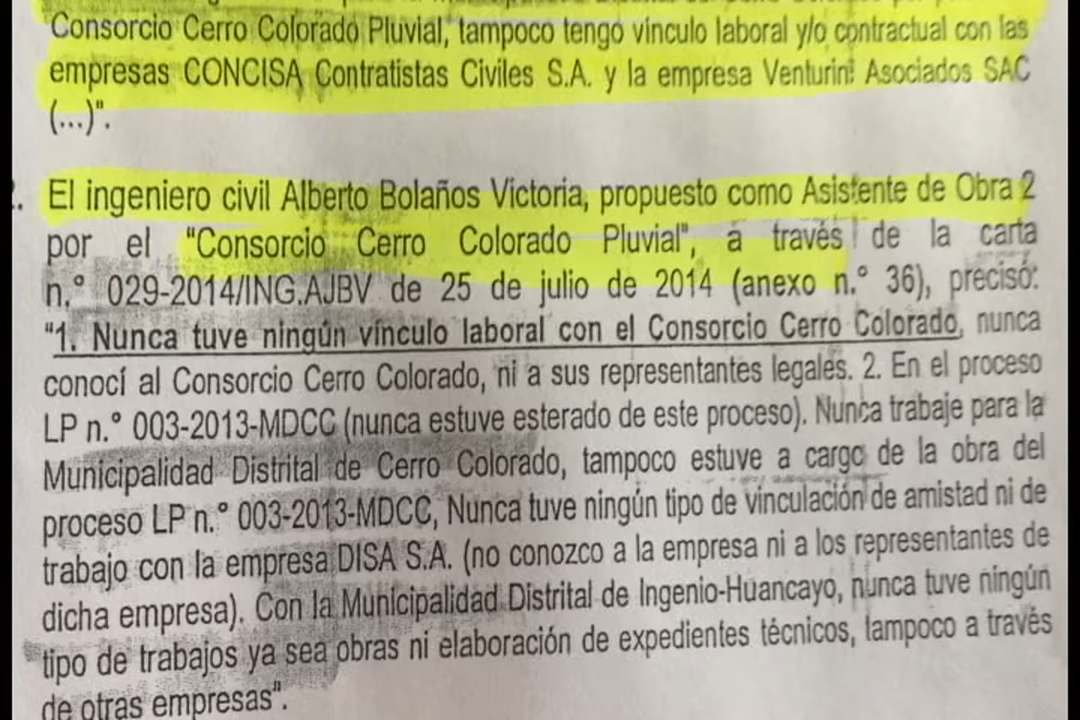 Consorcio Cerro Colorado Pluvial, tampoco tengo vinculo laboral y/o contractual con las
empresas CONCISA Contratistas Civiles S.A. y la empresa Venturini Asociados SAC
(...)".
El ingeniero civil Alberto Bolaños Victoria, propuesto como Asistente de Obra 2
por el "Consorcio Cerro Colorado Pluvial", a través de la carta
n.° 029-2014/ING.AJBV de 25 de julio de 2014 (anexo n.° 36), precisó:
"1. Nunca tuve ningún vínculo laboral con el Consorcio Cerro Colorado, nunca
conocí al Consorcio Cerro Colorado, ni a sus representantes legales. 2. En el proceso
LP n.° 003-2013-MDCC (nunca estuve esterado de este proceso). Nunca trabaje para la
Municipalidad Distrital de Cerro Colorado, tampoco estuve a cargo de la obra del
proceso LP n.° 003-2013-MDCC, Nunca tuve ningún tipo de vinculación de amistad ni de
trabajo con la empresa DISA S.A. (no conozco a la empresa ni a los representantes de
dicha empresa). Con la Municipalidad Distrital de Ingenio-Huancayo, nunca tuve ningún
tipo de trabajos ya sea obras ni elaboración de expedientes técnicos, tampoco a través
de otras empresas".